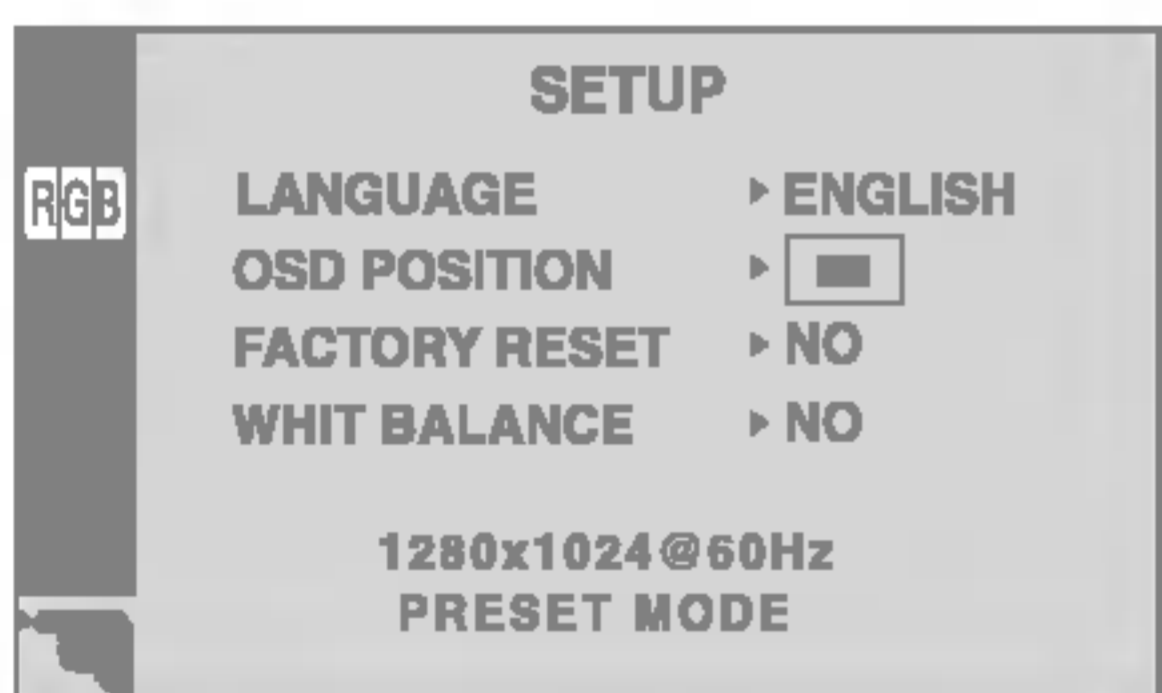 SETUP
RGB
LANGUAGE ENGLISH
OSD POSITION
FACTORY RESET NO
WHIT BALANCE NO
1280x1024@60Hz
PRESET MODE